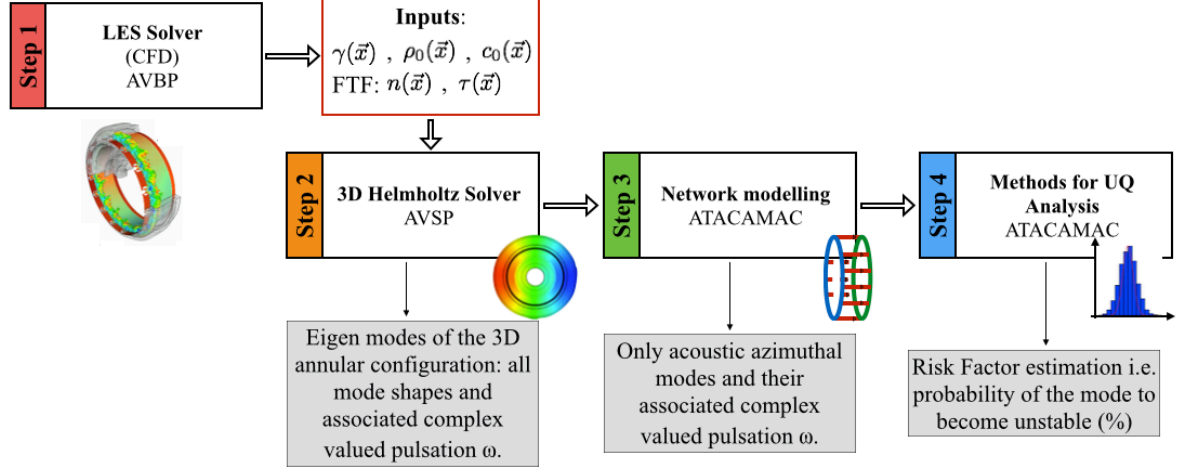 Step 1
LES Solver
(CFD)
AVBP
Inputs:
γ(x⃗) , ρ₀(x⃗) , c₀(x⃗)
FTF: n(x⃗) , τ(x⃗)
Step 2
3D Helmholtz Solver
AVSP
Step 3
Network modelling
ATACAMAC
Step 4
Methods for UQ
Analysis
ATACAMAC
Eigen modes of the 3D
annular configuration: all
mode shapes and
associated complex
valued pulsation ω.
Only acoustic azimuthal
modes and their
associated complex
valued pulsation ω.
Risk Factor estimation i.e.
probability of the mode to
become unstable (%)